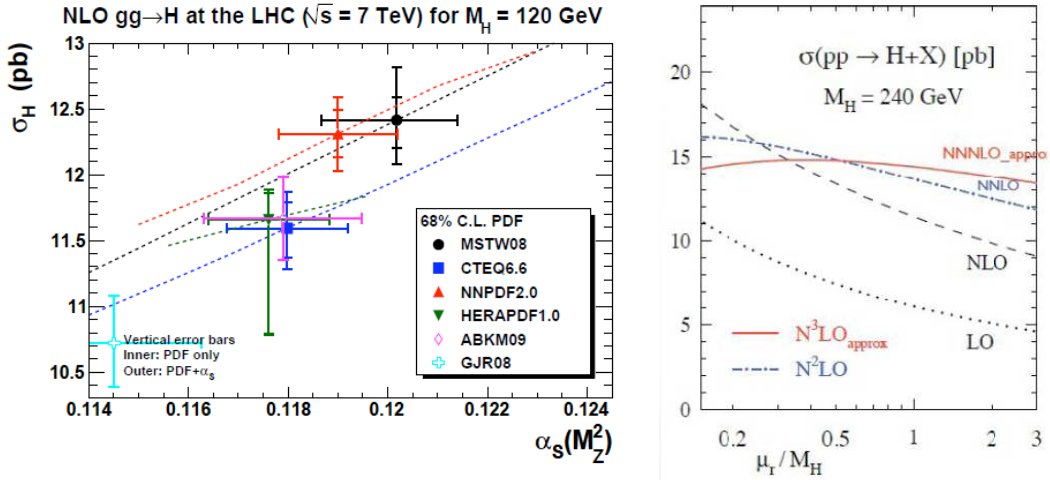 NLO gg→H at the LHC (√s = 7 TeV) for M_H = 120 GeV
σ_H (pb)
13
12.5
12
11.5
11
10.5
68% C.L. PDF
MSTW08
CTEQ6.6
NNPDF2.0
HERAPDF1.0
ABKM09
GJR08
Vertical error bars
Inner: PDF only
Outer: PDF+α_S
0.114 0.116 0.118 0.12 0.122 0.124
α_S(M_Z^2)
σ(pp → H+X) [pb]
M_H = 240 GeV
20
15
10
5
0
NNNLO_approx
NNLO
NLO
LO
N^3LO_approx
N^2LO
0.2 0.5 1 2 3
μ_r / M_H